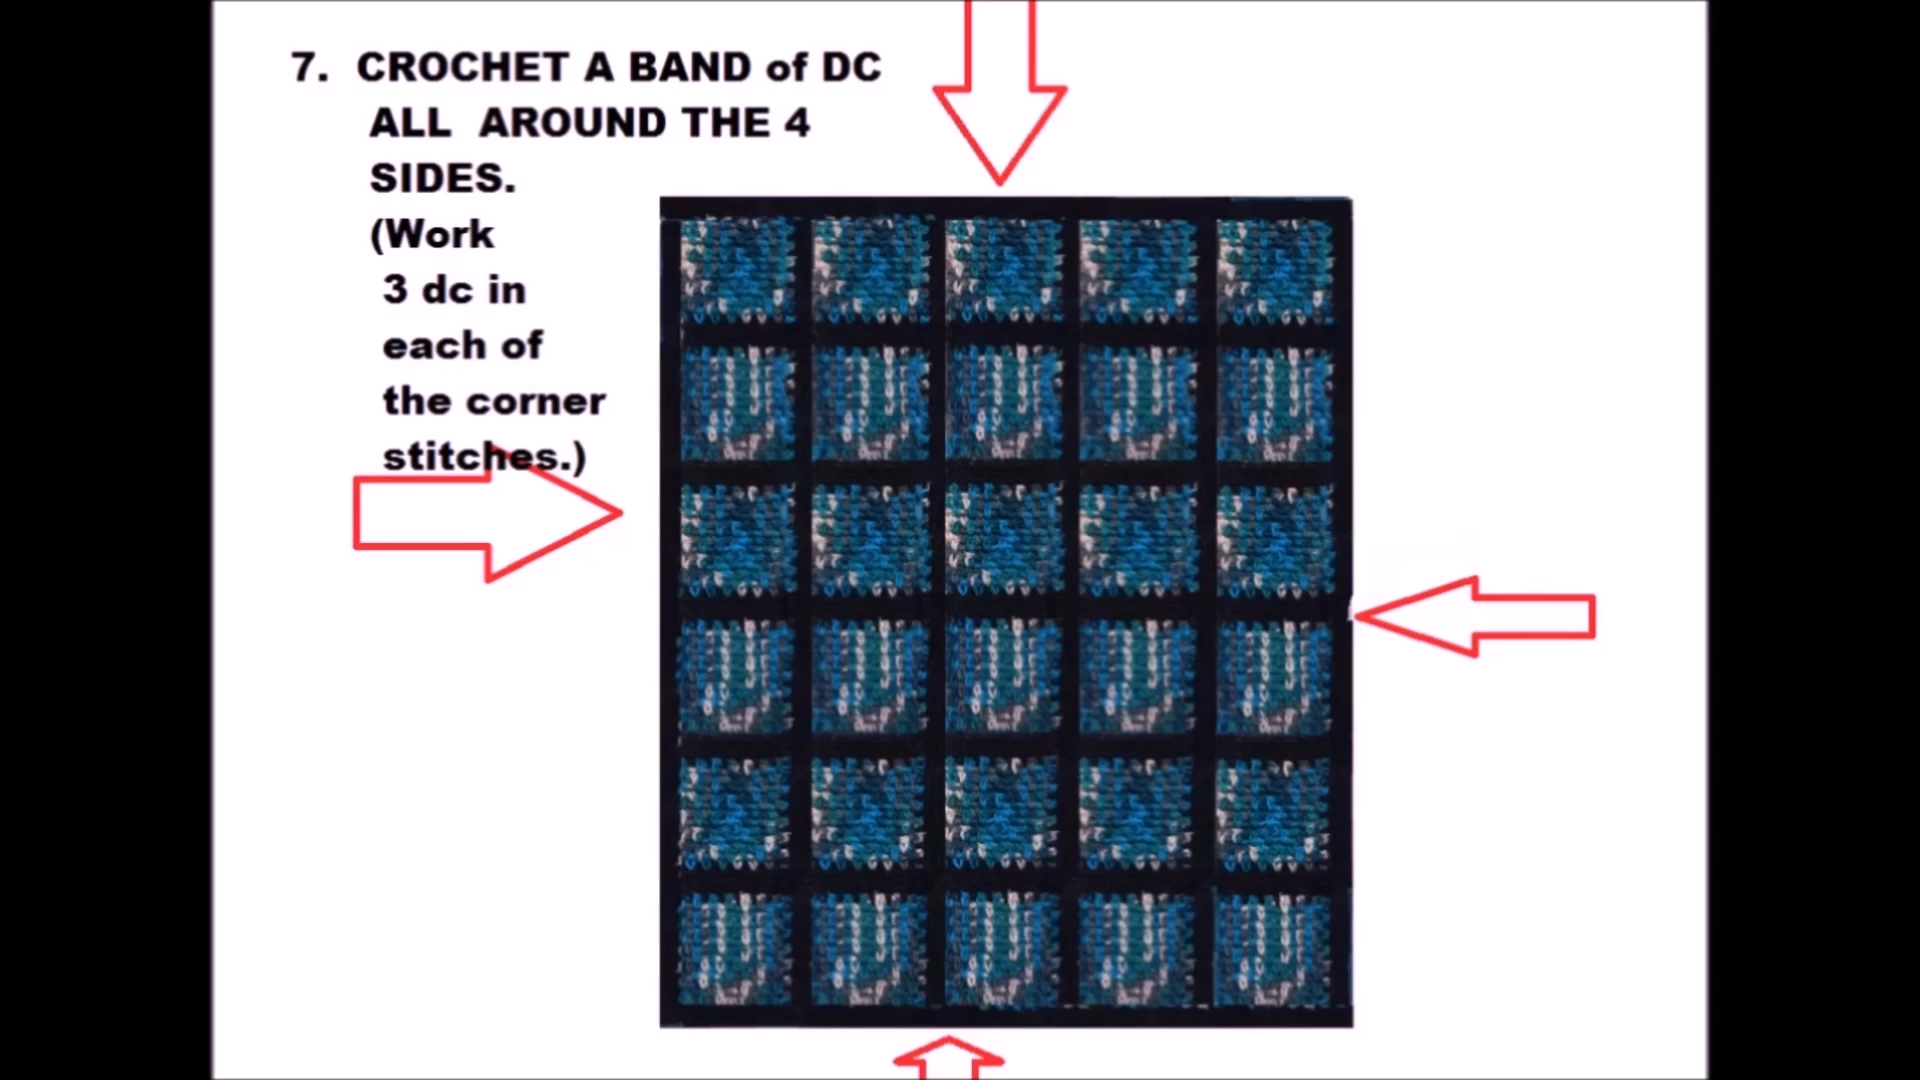 7. CROCHET A BAND of DC
ALL AROUND THE 4
SIDES.
(Work
3 dc in
each of
the corner
stitches.)